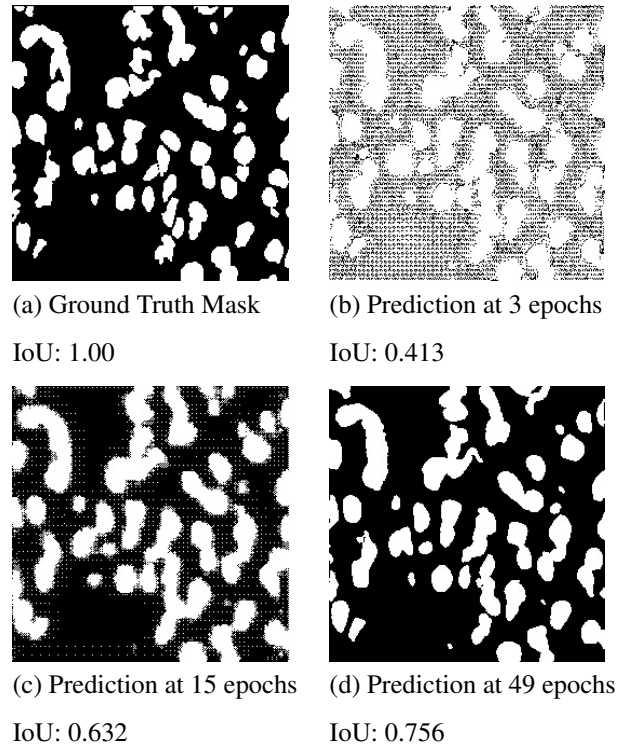 (a) Ground Truth Mask
IoU: 1.00
(b) Prediction at 3 epochs
IoU: 0.413
(c) Prediction at 15 epochs
IoU: 0.632
(d) Prediction at 49 epochs
IoU: 0.756